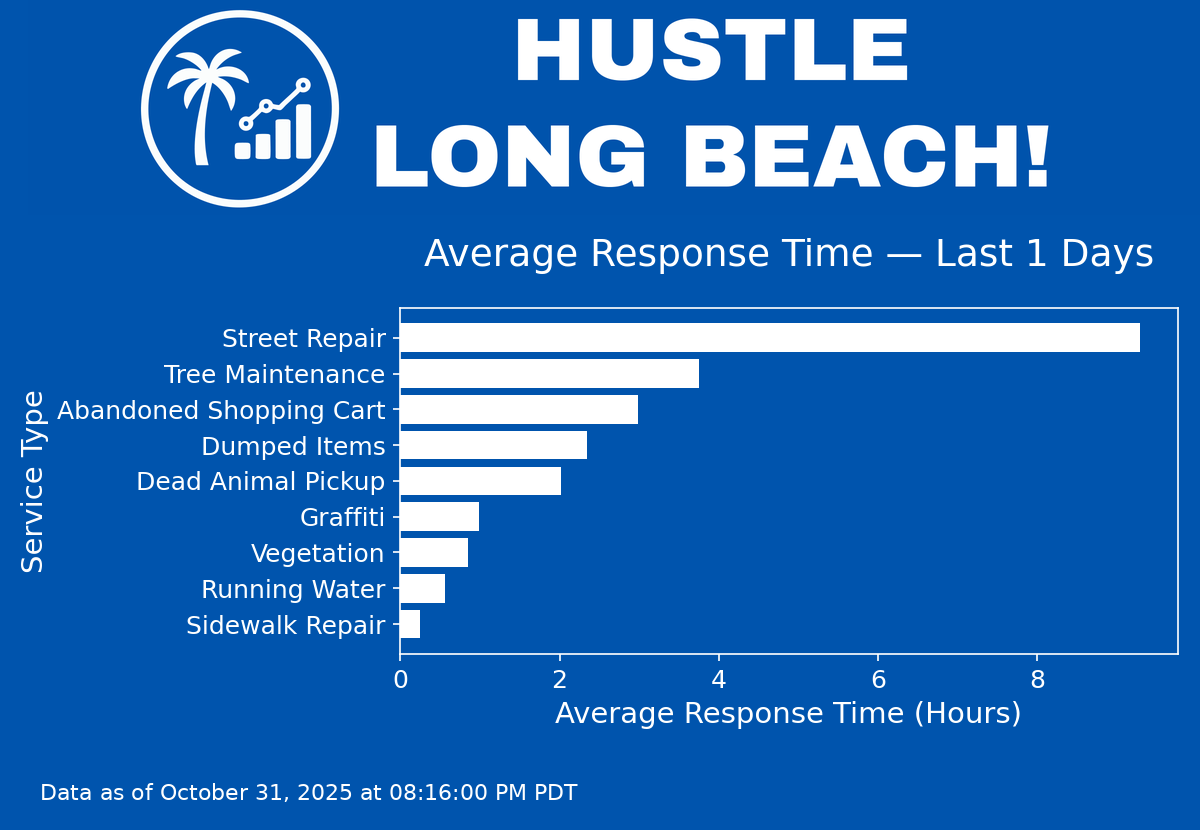 HUSTLE
LONG BEACH!
Average Response Time — Last 1 Days
Service Type
Street Repair
Tree Maintenance
Abandoned Shopping Cart
Dumped Items
Dead Animal Pickup
Graffiti
Vegetation
Running Water
Sidewalk Repair
0 2 4 6 8
Average Response Time (Hours)
Data as of October 31, 2025 at 08:16:00 PM PDT